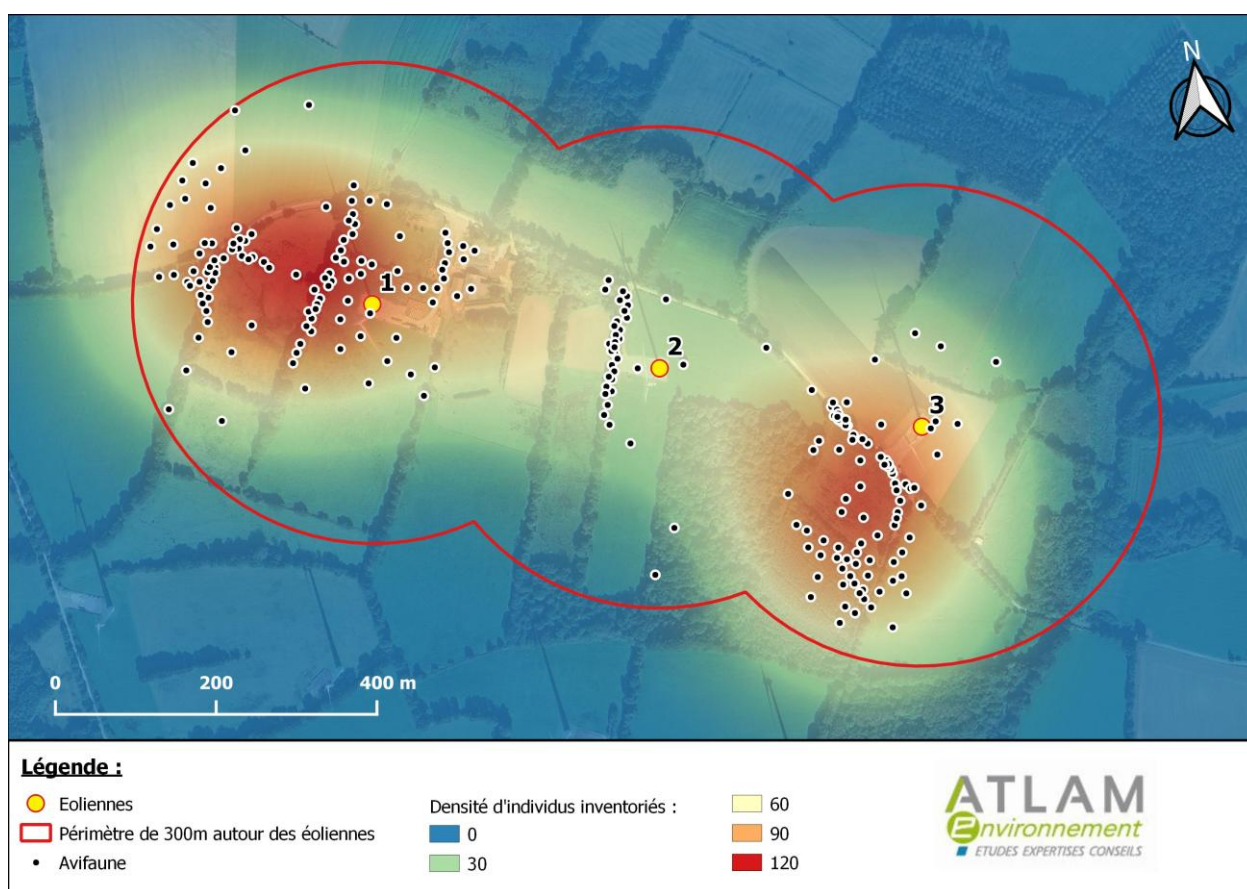 N
1
2
3
0 200 400 m
Légende :
Eoliennes
Périmètre de 300m autour des éoliennes
Avifaune
Densité d'individus inventoriés :
0
30
60
90
120
ATLAM
environnement
ETUDES EXPERTISES CONSEILS